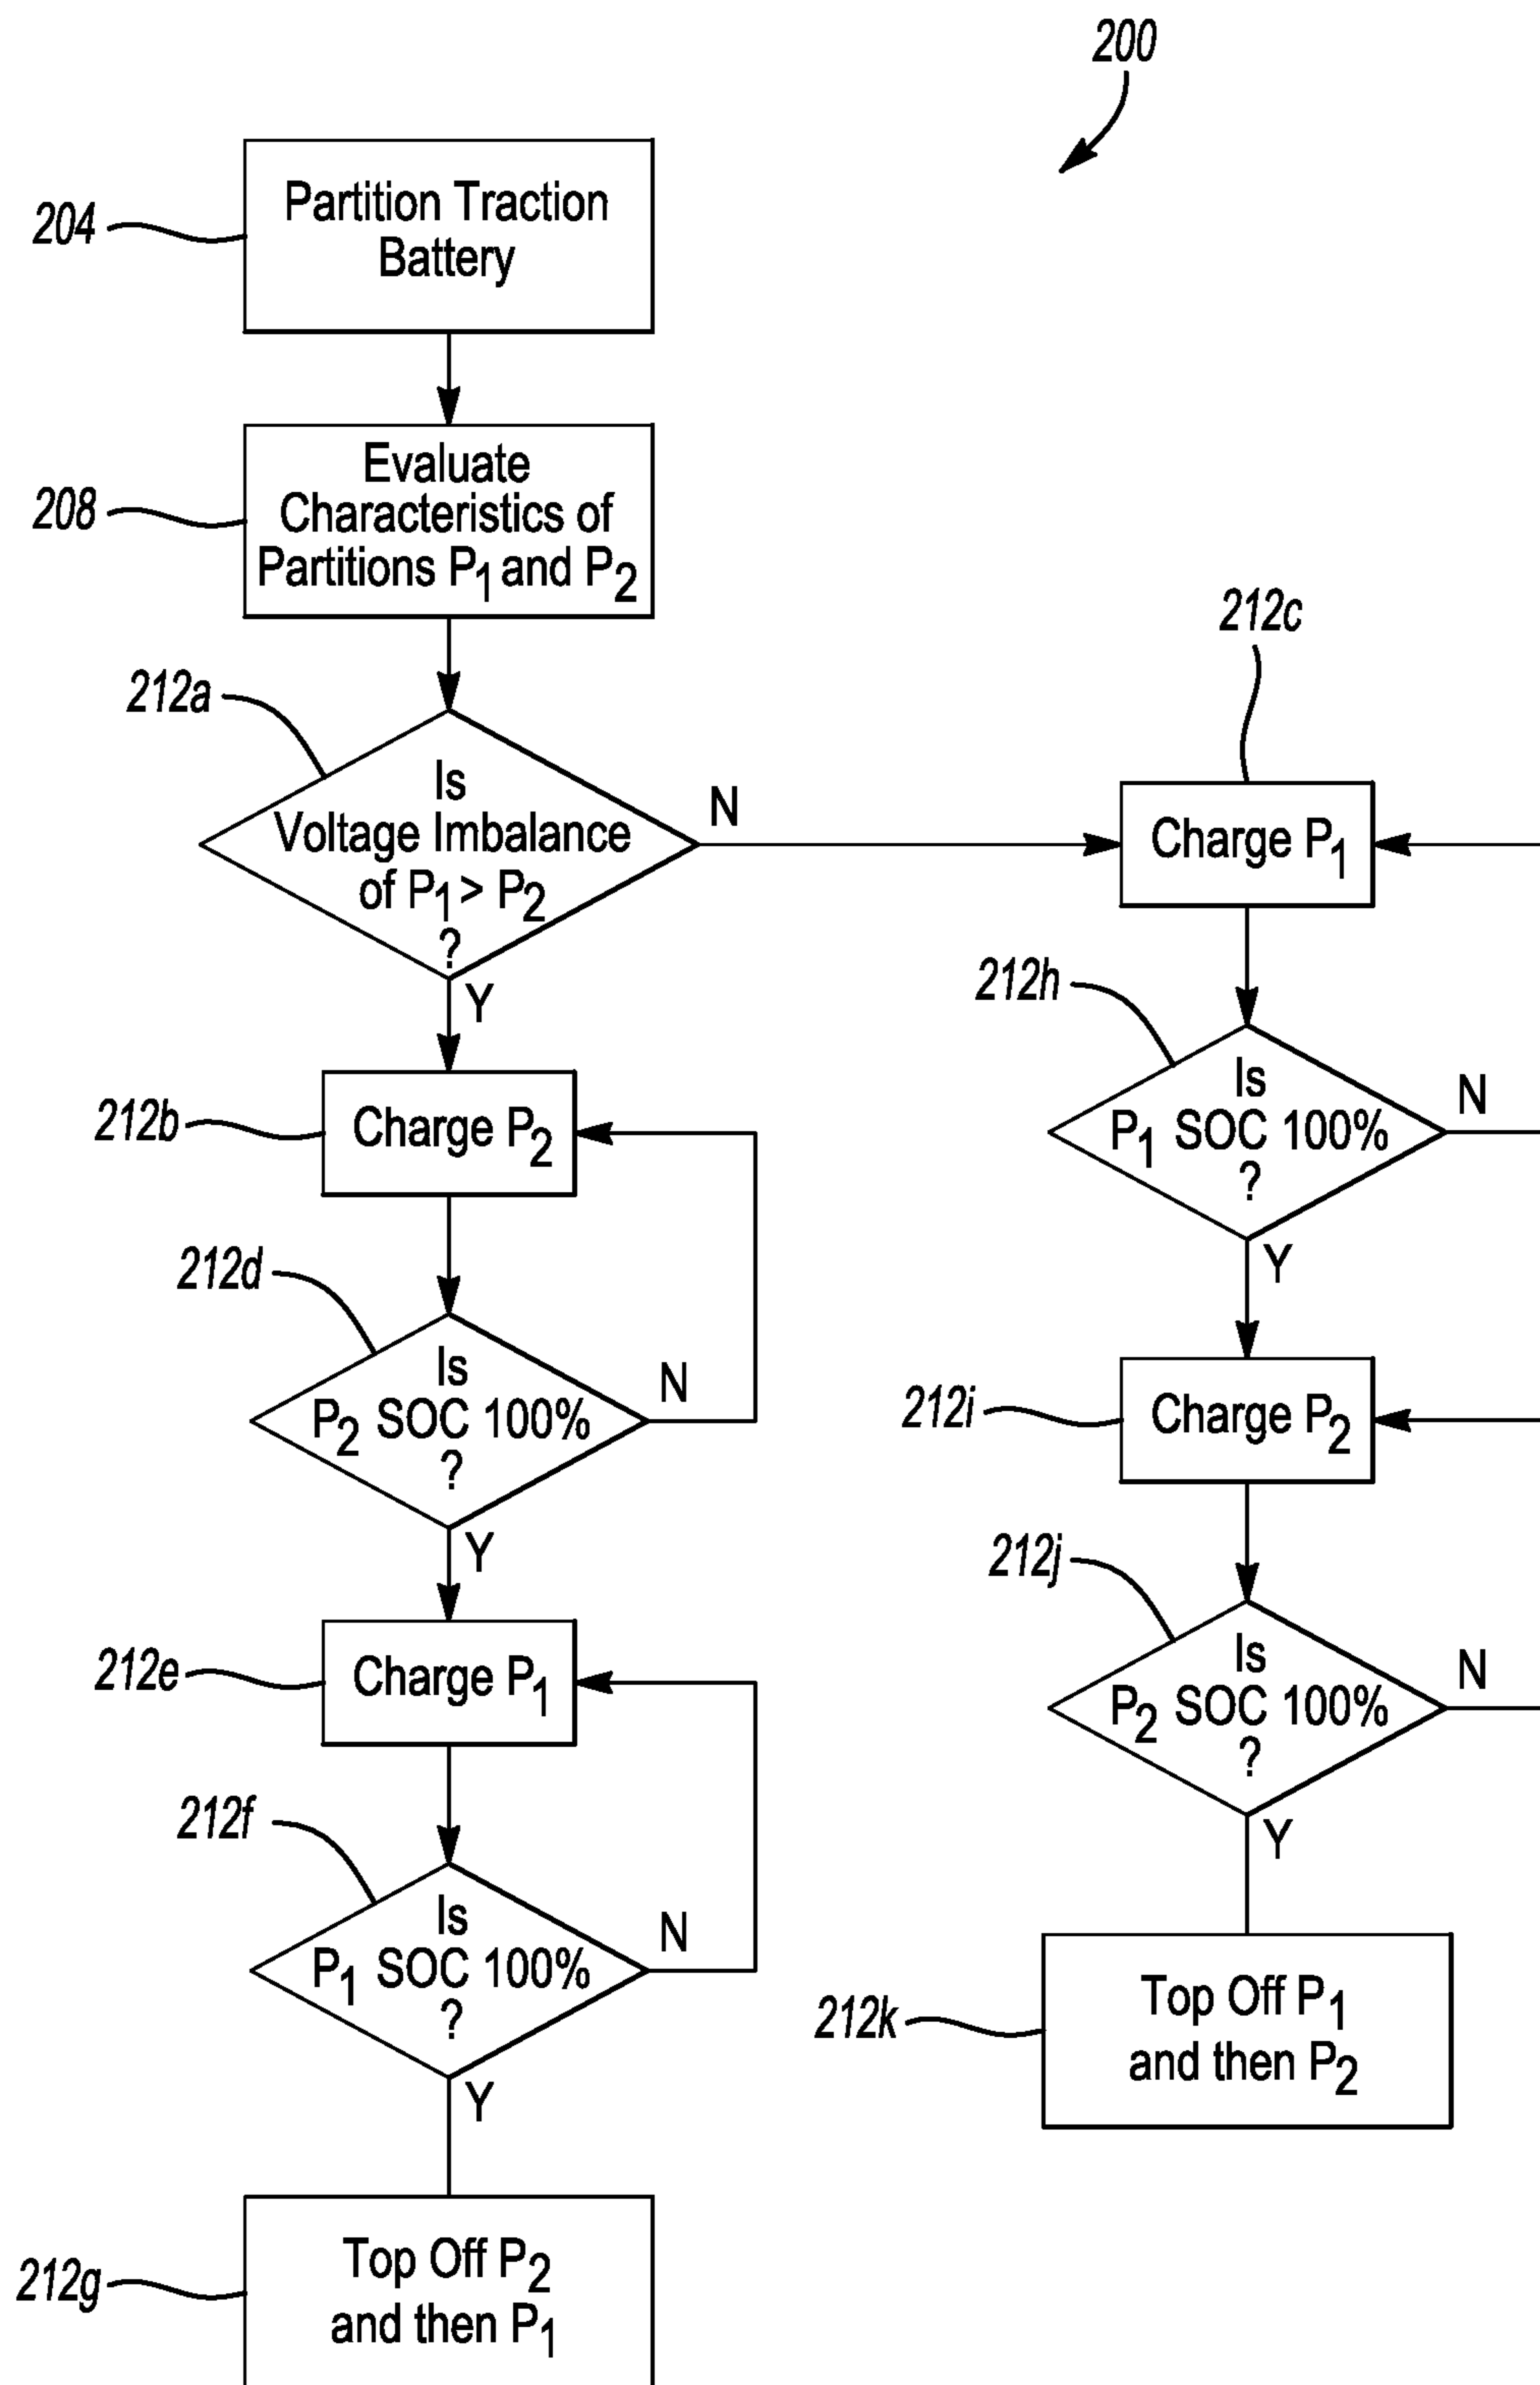 200
204
Partition Traction
Battery
208
Evaluate
Characteristics of
Partitions P1 and P2
212a
Is
Voltage Imbalance
of P1 > P2
?
N
Y
212b
Charge P2
212d
Is
P2 SOC 100%
?
N
Y
212e
Charge P1
212f
Is
P1 SOC 100%
?
N
Y
212g
Top Off P2
and then P1
212c
Charge P1
212h
Is
P1 SOC 100%
?
N
Y
212i
Charge P2
212j
Is
P2 SOC 100%
?
N
Y
212k
Top Off P1
and then P2